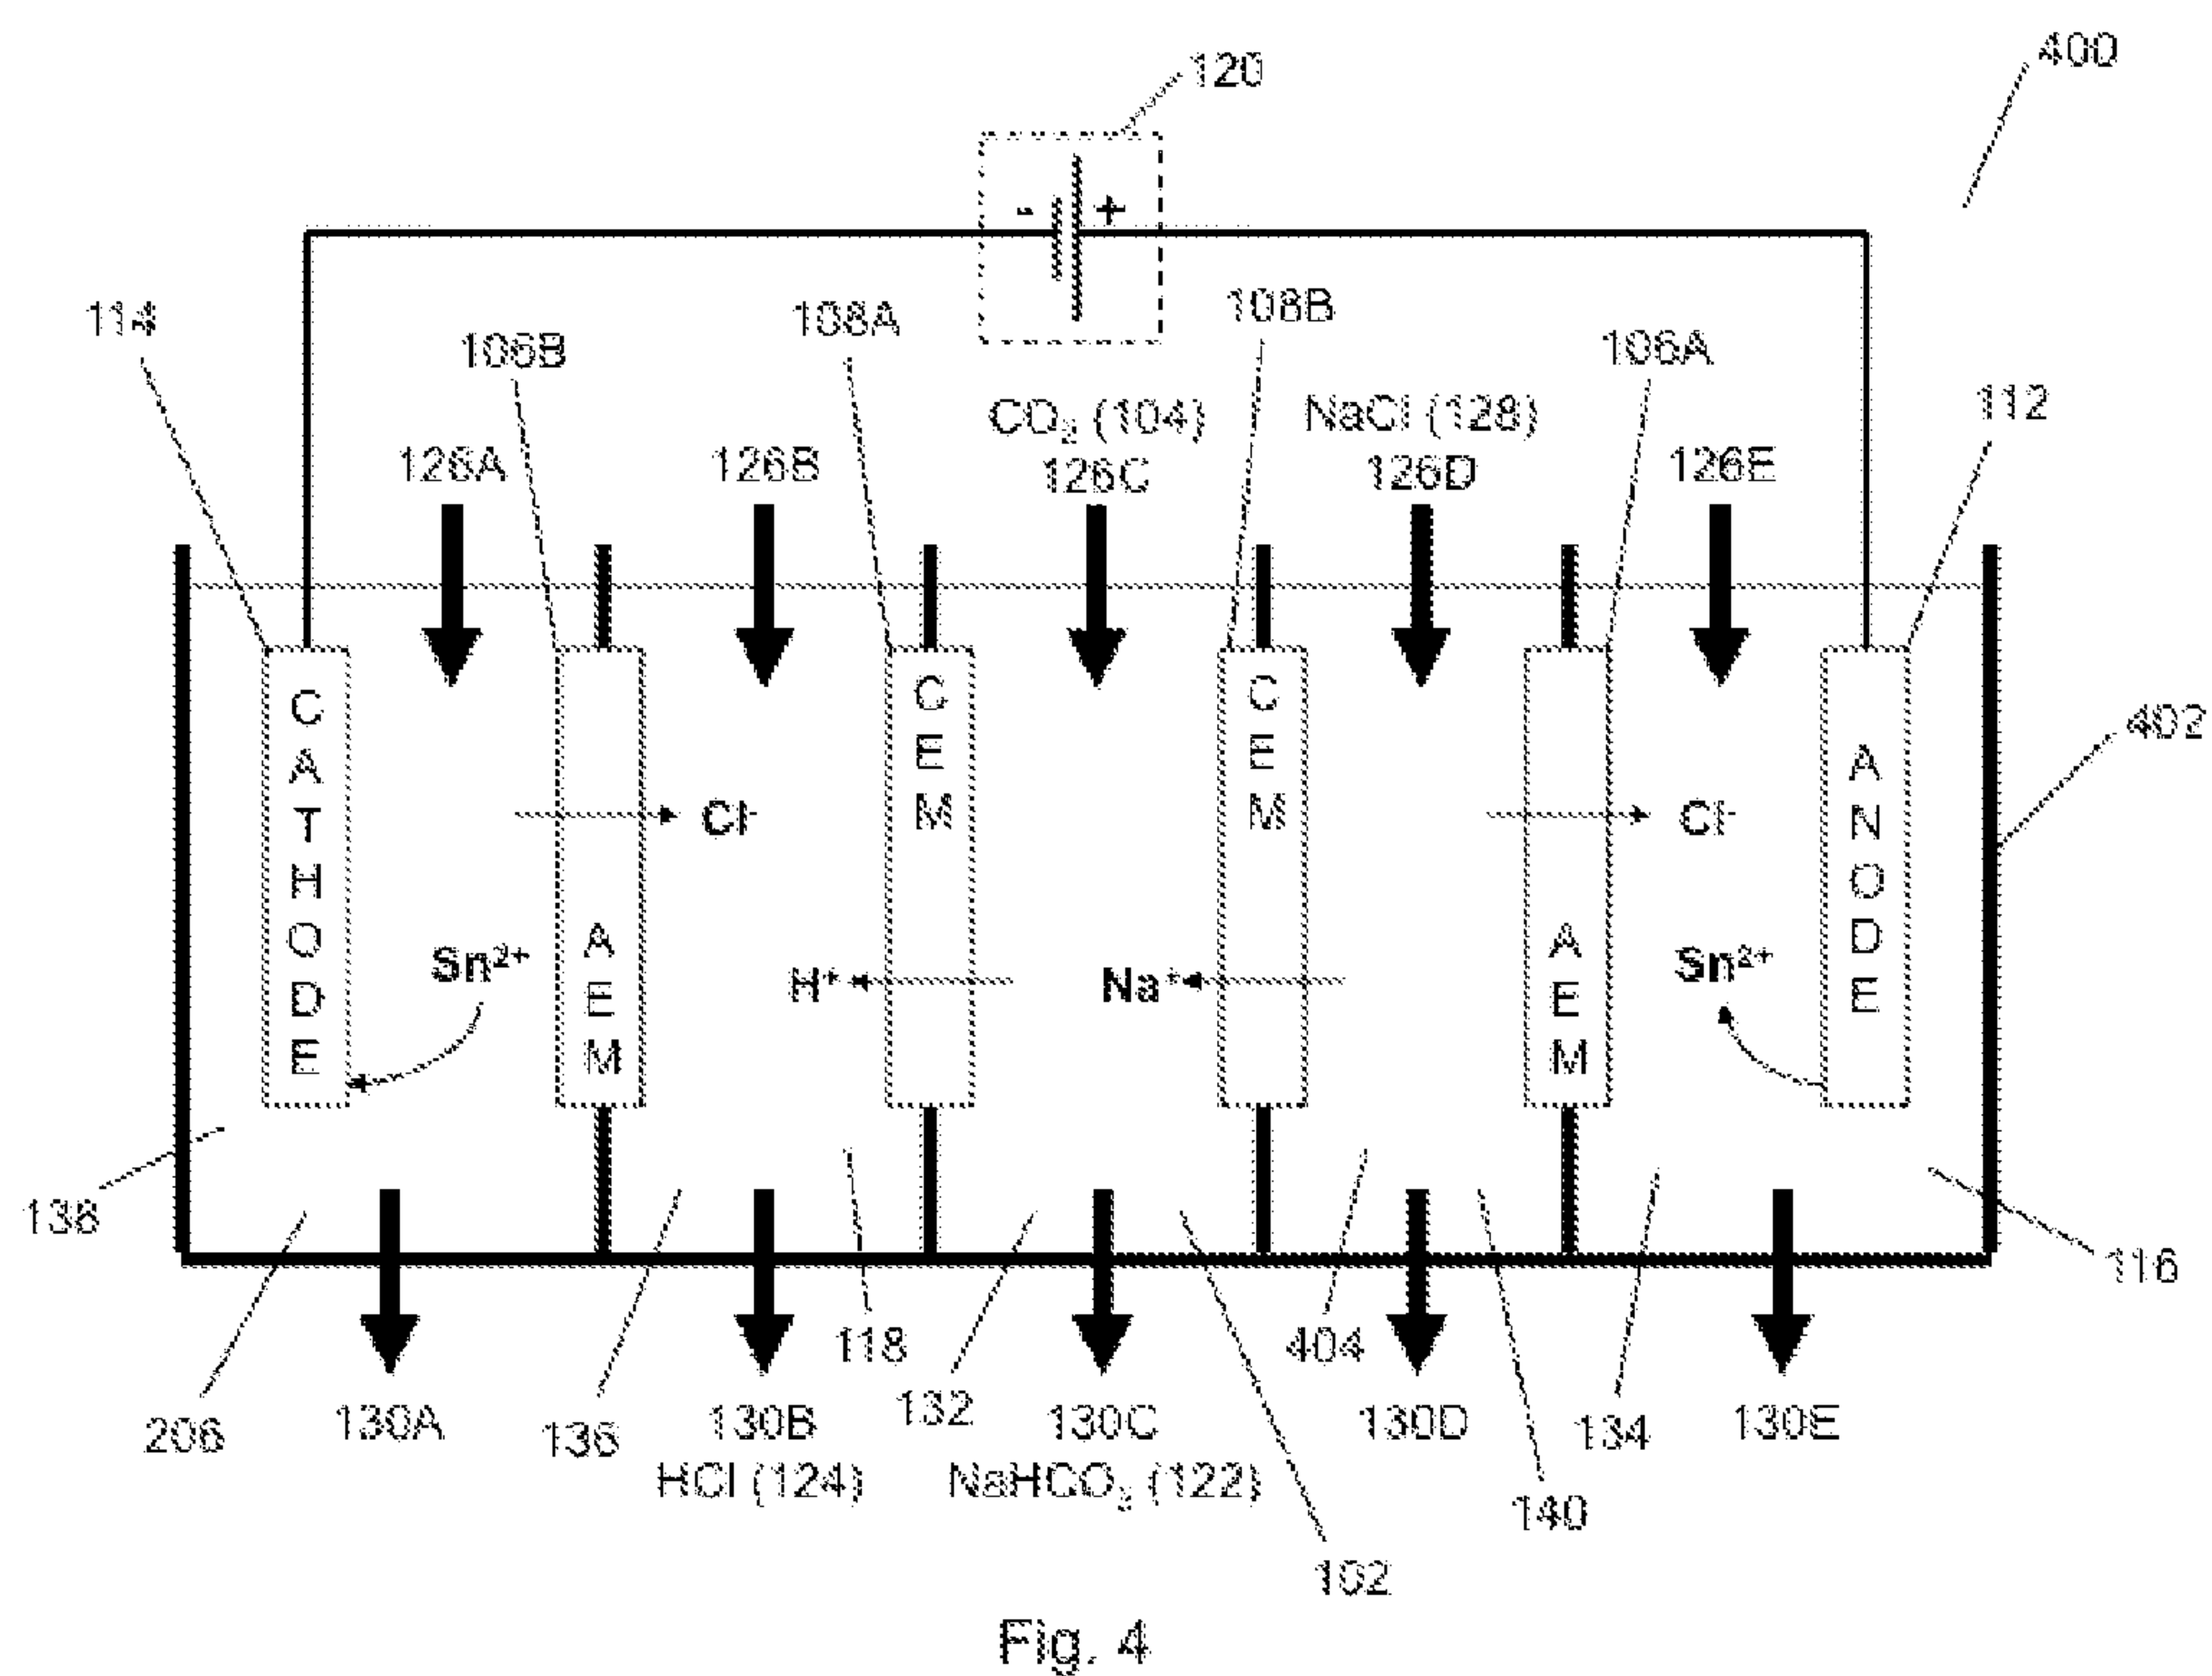 400
120
- +
108B
108A
114
106B
106A
112
CO₂ (104)
NaCl (128)
126A
126B
126C
126D
126E
CATHODE
AEM
CEM
CEM
AEM
ANODE
402
Cl⁻
Cl⁻
Sn²⁺
H⁺
Na⁺
Sn²⁺
138
116
118
404
206
130A
136
130B
132
130C
130D
134
130E
HCl (124)
NaHCO₃ (122)
140
102
Fig. 4